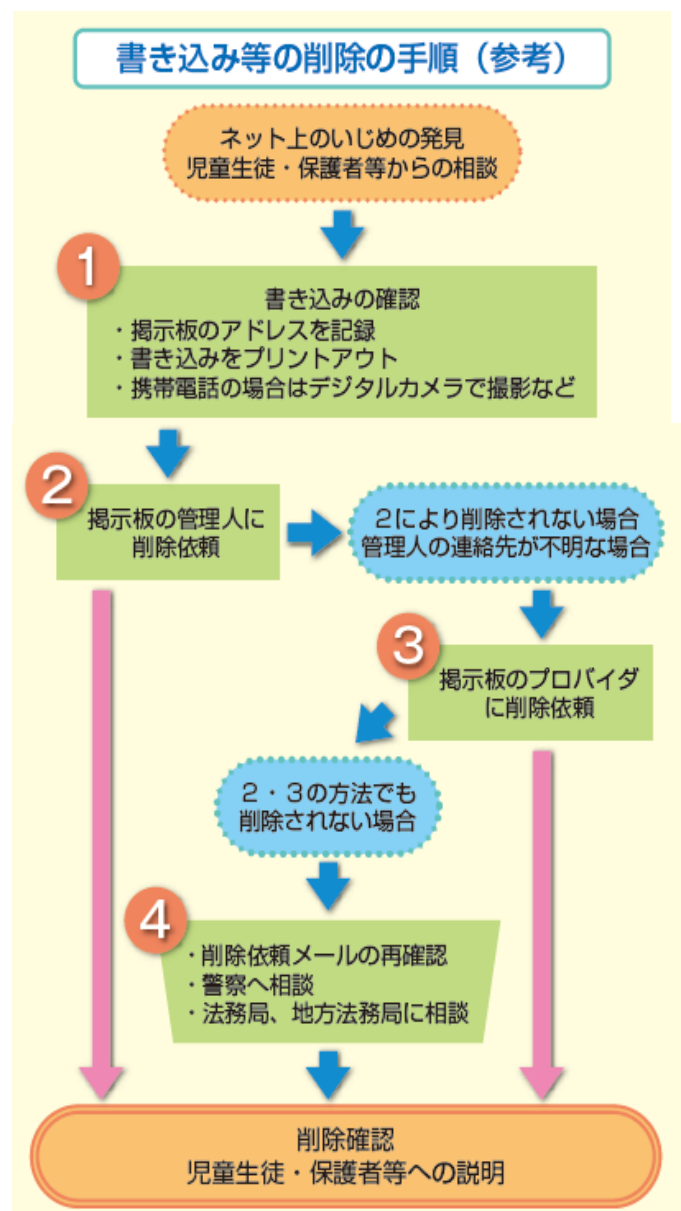 書き込み等の削除の手順（参考）
ネット上のいじめの発見
児童生徒・保護者等からの相談
1
書き込みの確認
・掲示板のアドレスを記録
・書き込みをプリントアウト
・携帯電話の場合はデジタルカメラで撮影など
2
掲示板の管理人に
削除依頼
２により削除されない場合
管理人の連絡先が不明な場合
3
掲示板のプロバイダ
に削除依頼
２・３の方法でも
削除されない場合
4
・削除依頼メールの再確認
・警察へ相談
・法務局、地方法務局に相談
削除確認
児童生徒・保護者等への説明